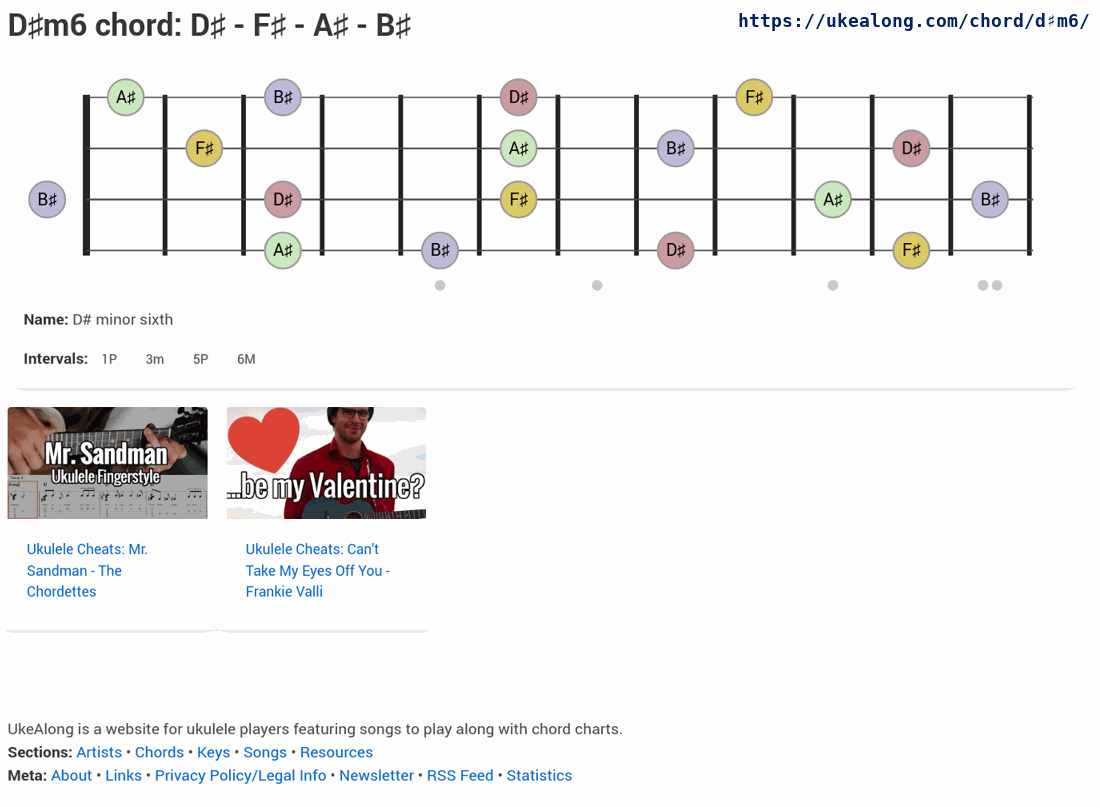 D♯m6 chord: D♯ - F♯ - A♯ - B♯
https://ukealong.com/chord/d♯m6/
A♯ B♯ D♯ F♯
F♯ A♯ B♯ D♯
B♯ D♯ F♯ A♯ B♯
A♯ B♯ D♯ F♯
Name: D# minor sixth
Intervals: 1P 3m 5P 6M
Mr. Sandman
Ukulele Fingerstyle
...be my Valentine?
Ukulele Cheats: Mr.
Sandman - The
Chordettes
Ukulele Cheats: Can't
Take My Eyes Off You -
Frankie Valli
UkeAlong is a website for ukulele players featuring songs to play along with chord charts.
Sections: Artists • Chords • Keys • Songs • Resources
Meta: About • Links • Privacy Policy/Legal Info • Newsletter • RSS Feed • Statistics